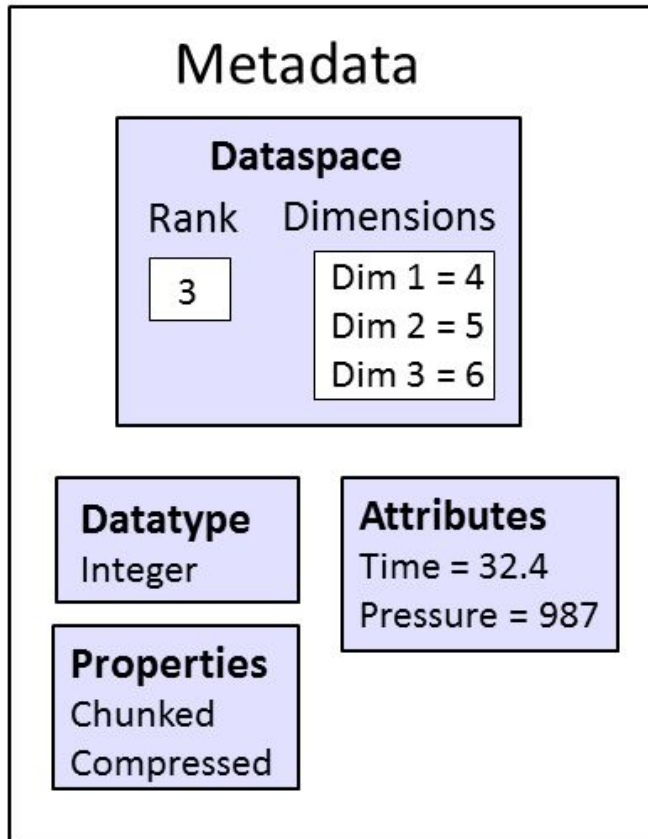 Metadata
Dataspace
Rank Dimensions
3
Dim 1 = 4
Dim 2 = 5
Dim 3 = 6
Datatype
Integer
Attributes
Time = 32.4
Pressure = 987
Properties
Chunked
Compressed